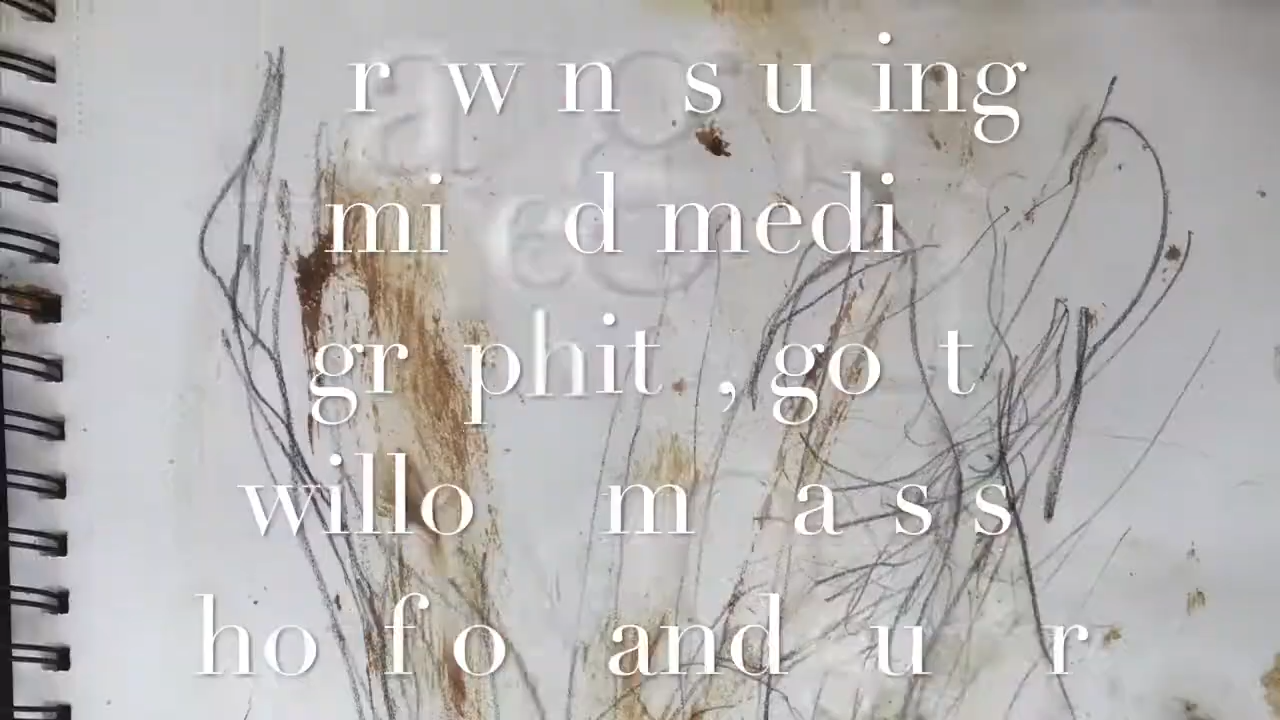 r w n s u ing
mi d medi
gr phit , go t
willo m a s s
ho f o and u r